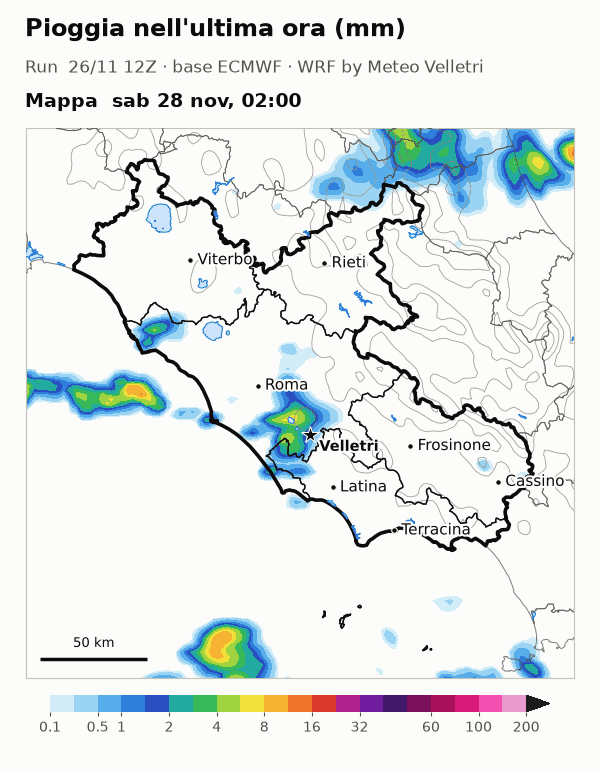 Pioggia nell'ultima ora (mm)
Run  26/11 12Z · base ECMWF · WRF by Meteo Velletri
Mappa  sab 28 nov, 02:00
Viterbo
Rieti
Roma
Velletri
Frosinone
Latina
Cassino
Terracina
50 km
0.1 0.5 1 2 4 8 16 32 60 100 200